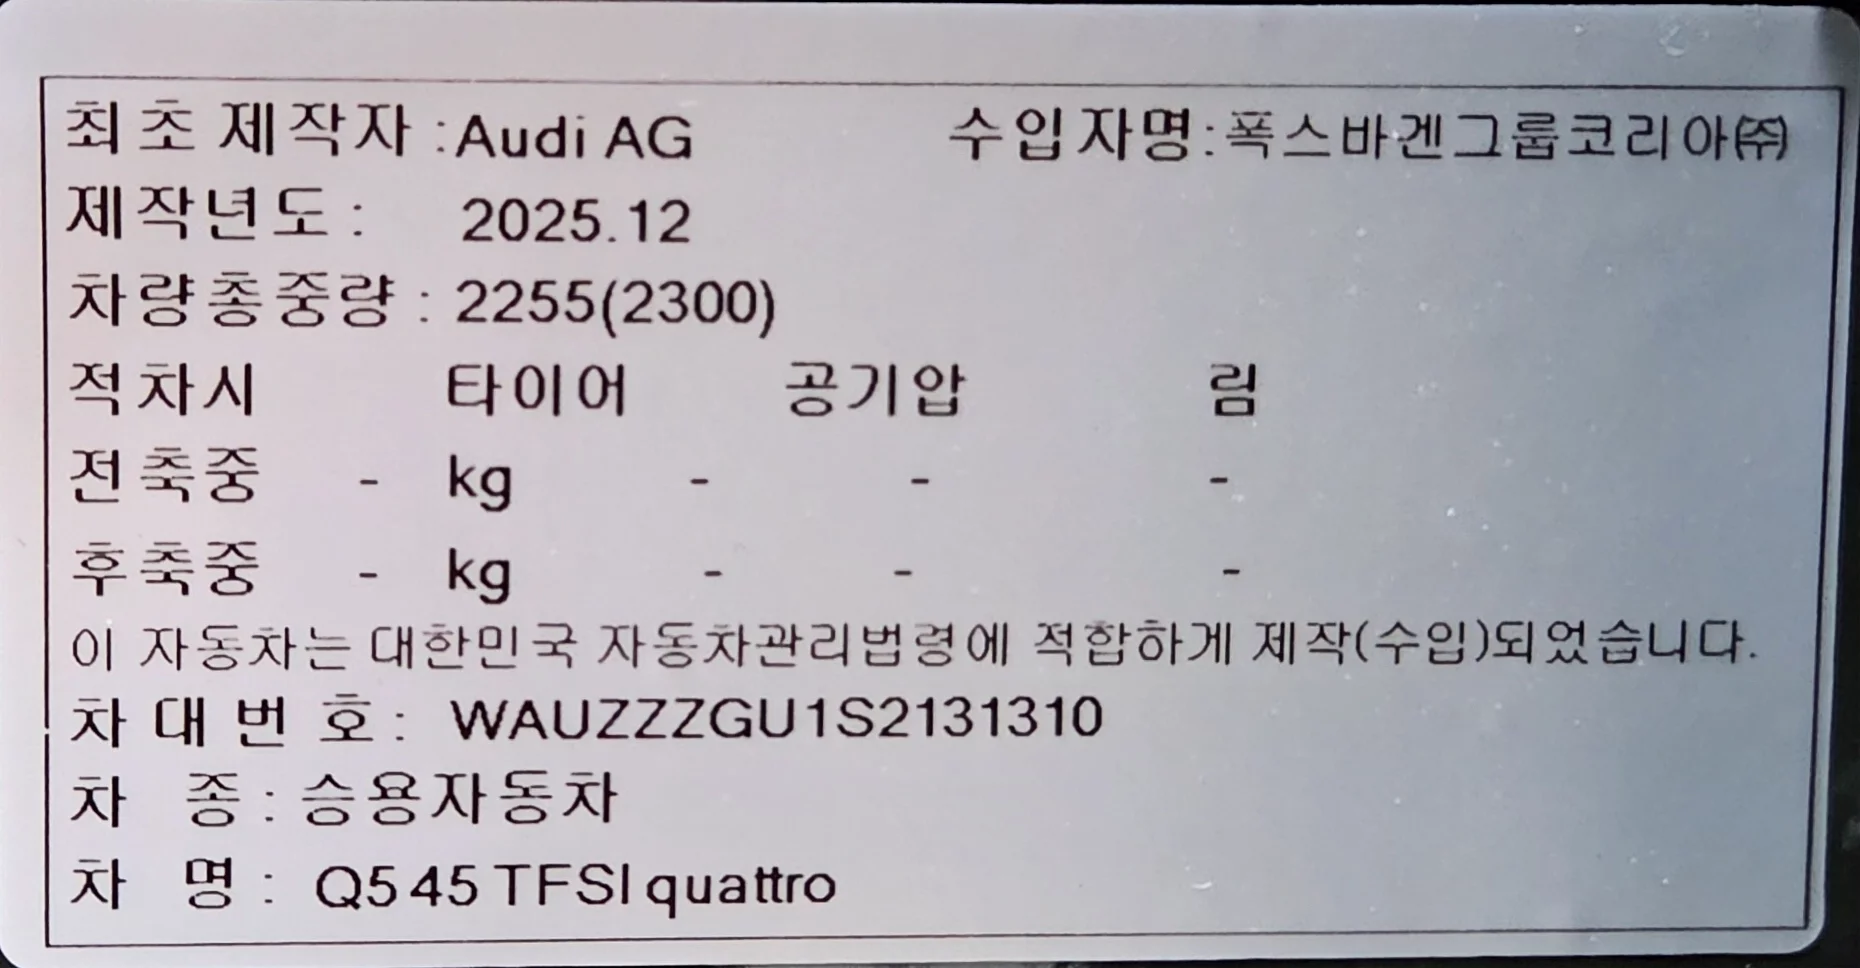 최초제작자 : Audi AG 수입자명 : 폭스바겐그룹코리아㈜
제작년도 : 2025.12
차량총중량 : 2255(2300)
적차시 타이어 공기압 림
전축중 - kg - - -
후축중 - kg - - -
이 자동차는 대한민국 자동차관리법령에 적합하게 제작(수입)되었습니다.
차대번호 : WAUZZZGU1S2131310
차 종 : 승용자동차
차 명 : Q5 45 TFSI quattro